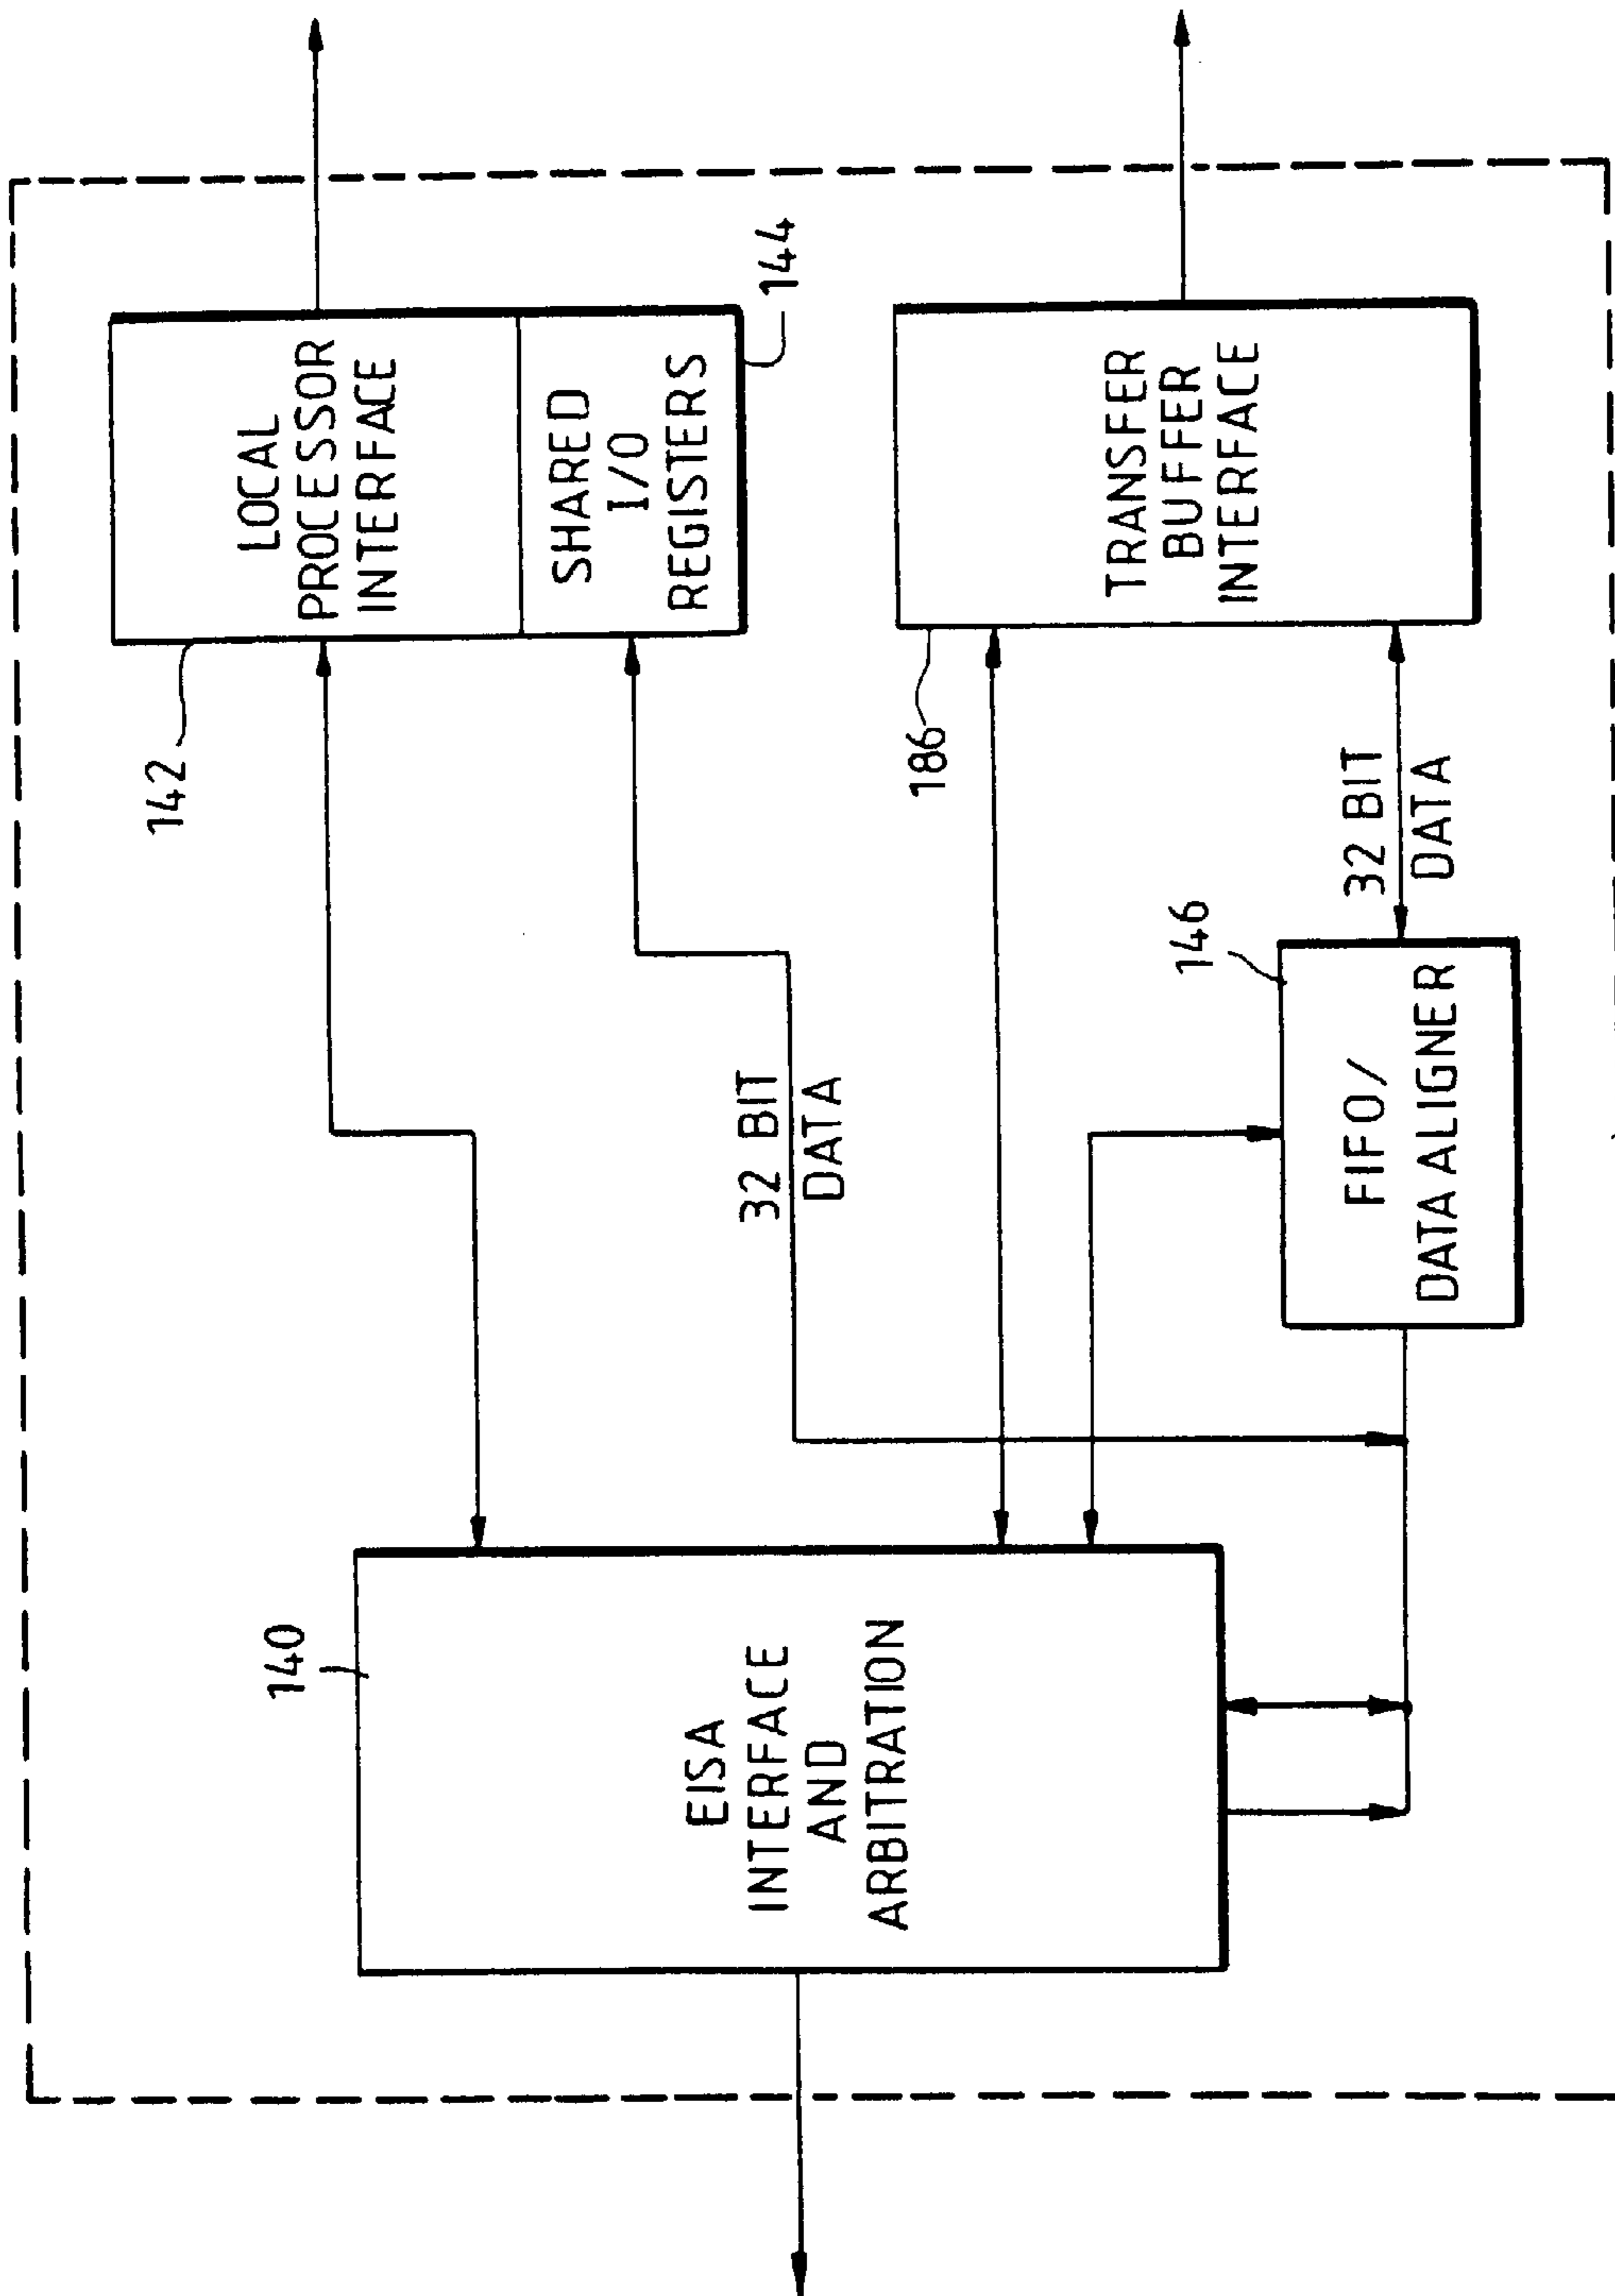 140
EISA
INTERFACE
AND
ARBITRATION
142
LOCAL
PROCESSOR
INTERFACE
SHARED
I/O
REGISTERS
144
32 BIT
DATA
186
TRANSFER
BUFFER
INTERFACE
32 BIT
DATA
146
FIFO/
DATA ALIGNER